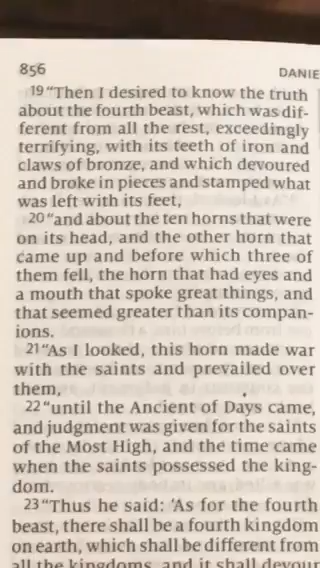 856
DANIE
19 "Then I desired to know the truth
about the fourth beast, which was dif-
ferent from all the rest, exceedingly
terrifying, with its teeth of iron and
claws of bronze, and which devoured
and broke in pieces and stamped what
was left with its feet,
20 "and about the ten horns that were
on its head, and the other horn that
came up and before which three of
them fell, the horn that had eyes and
a mouth that spoke great things, and
that seemed greater than its compan-
ions.
21 "As I looked, this horn made war
with the saints and prevailed over
them,
22 "until the Ancient of Days came,
and judgment was given for the saints
of the Most High, and the time came
when the saints possessed the king-
dom.
23 "Thus he said: 'As for the fourth
beast, there shall be a fourth kingdom
on earth, which shall be different from
all the kingdoms, and it shall devour